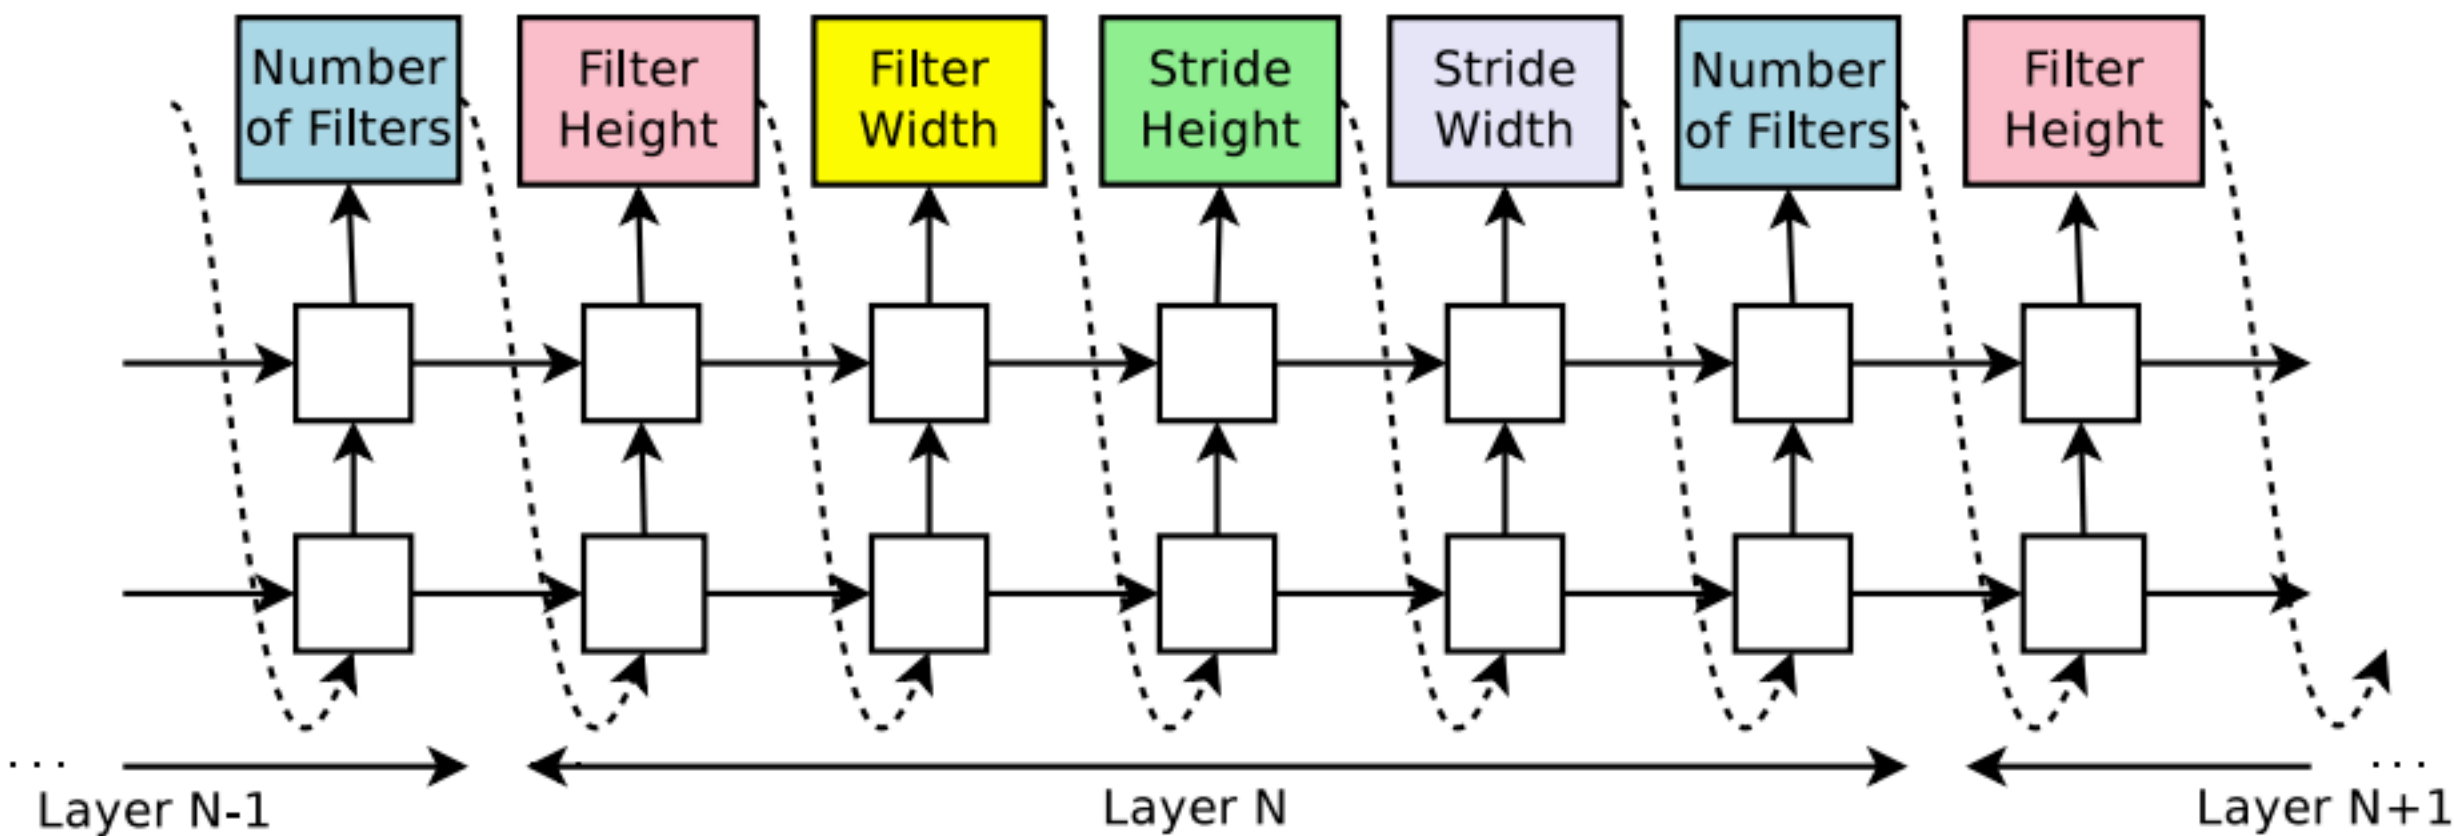 Number
of Filters
Filter
Height
Filter
Width
Stride
Height
Stride
Width
Number
of Filters
Filter
Height
. . .
. . .
Layer N-1
Layer N
Layer N+1